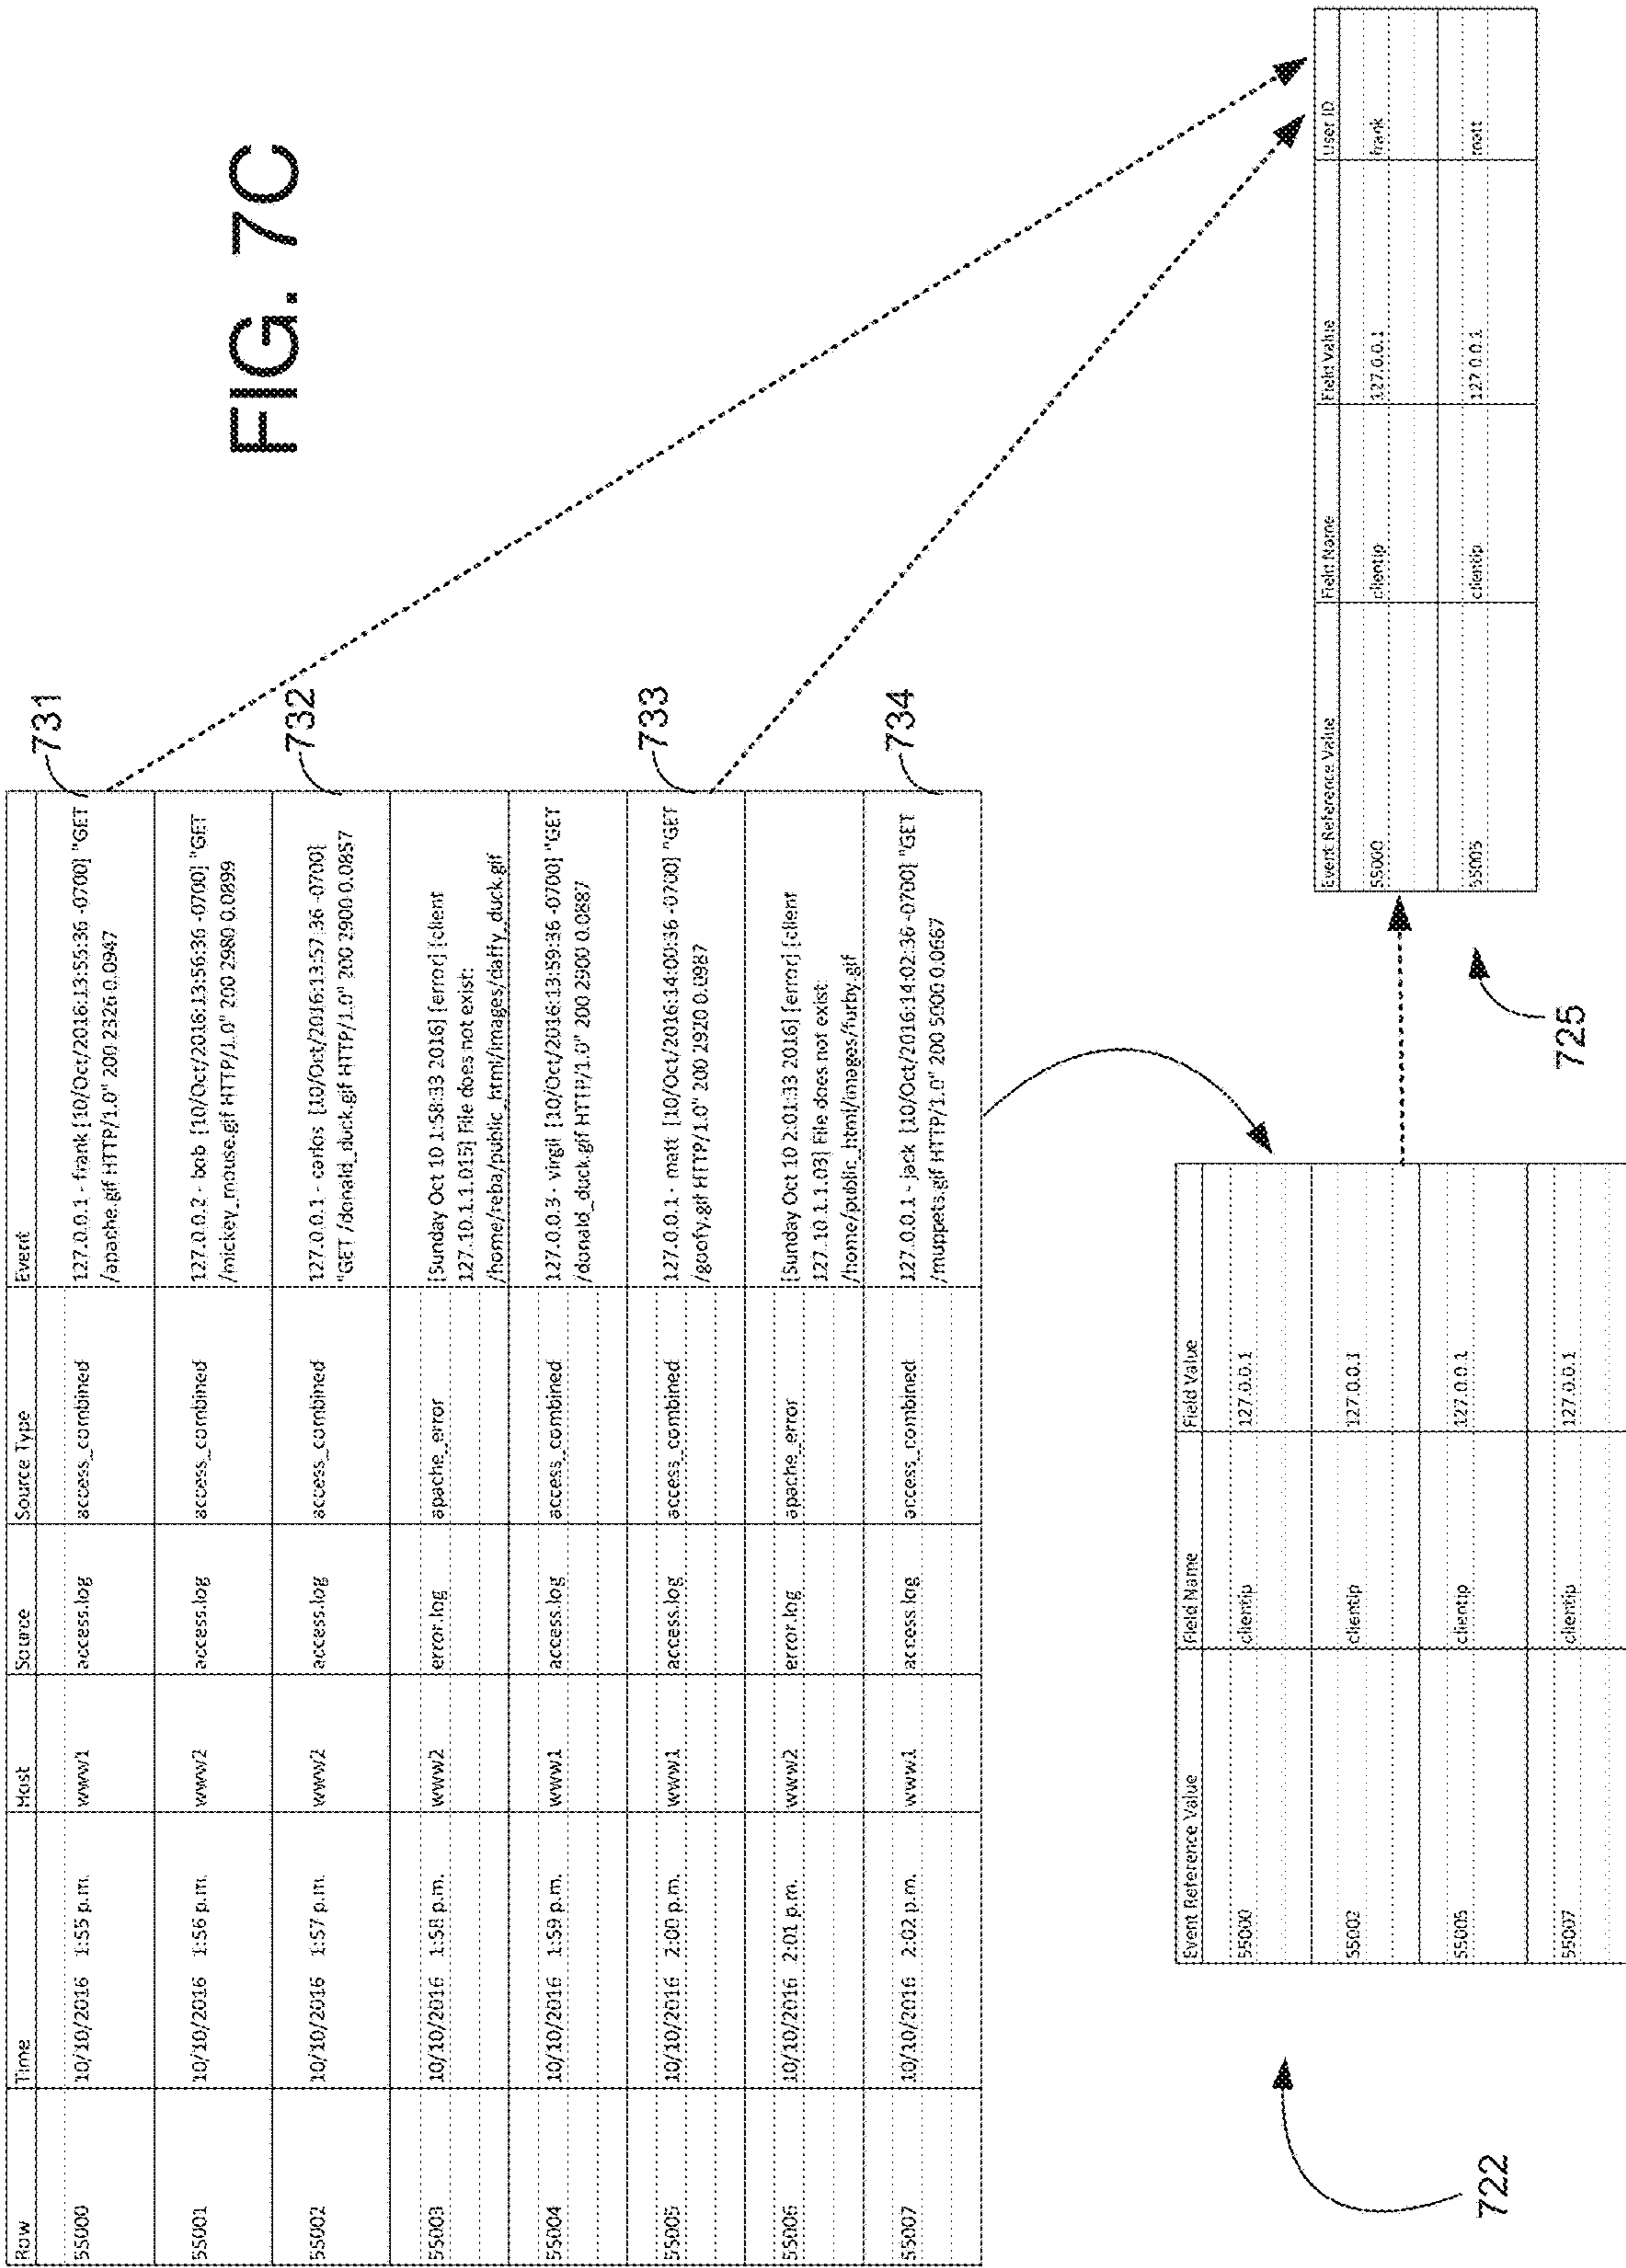 FIG. 7C
Row Time Host Source Source Type Event
55000 10/10/2016 1:55 p.m. www1 access.log access_combined 127.0.0.1 - frank [10/Oct/2016:13:55:36 -0700] "GET
/apache.gif HTTP/1.0" 200 2326 0.0947
731
55001 10/10/2016 1:56 p.m. www2 access.log access_combined 127.0.0.2 - bob [10/Oct/2016:13:56:36 -0700] "GET
/mickey_mouse.gif HTTP/1.0" 200 2980 0.0899
55002 10/10/2016 1:57 p.m. www2 access.log access_combined 127.0.0.1 - carlos [10/Oct/2016:13:57:36 -0700]
"GET /donald_duck.gif HTTP/1.0" 200 2900 0.0857
732
55003 10/10/2016 1:58 p.m. www2 error.log apache_error [Sunday Oct 10 1:58:33 2016] [error] [client
127.10.1.1.015] File does not exist:
/home/reba/public_html/images/daffy_duck.gif
55004 10/10/2016 1:59 p.m. www1 access.log access_combined 127.0.0.3 - virgil [10/Oct/2016:13:59:36 -0700] "GET
/donald_duck.gif HTTP/1.0" 200 2900 0.0887
55005 10/10/2016 2:00 p.m. www1 access.log access_combined 127.0.0.1 - matt [10/Oct/2016:14:00:36 -0700] "GET
/goofy.gif HTTP/1.0" 200 2920 0.0987
733
55006 10/10/2016 2:01 p.m. www2 error.log apache_error [Sunday Oct 10 2:01:33 2016] [error] [client
127.10.1.1.03] File does not exist:
/home/public_html/images/furby.gif
55007 10/10/2016 2:02 p.m. www1 access.log access_combined 127.0.0.1 - jack [10/Oct/2016:14:02:36 -0700] "GET
/muppets.gif HTTP/1.0" 200 5000 0.0667
734
Event Reference Value Field Name Field Value
55000 clientip 127.0.0.1
55002 clientip 127.0.0.1
55005 clientip 127.0.0.1
55007 clientip 127.0.0.1
722
Event Reference Value Field Name Field Value User ID
55000 clientip 127.0.0.1 frank
55005 clientip 127.0.0.1 matt
725